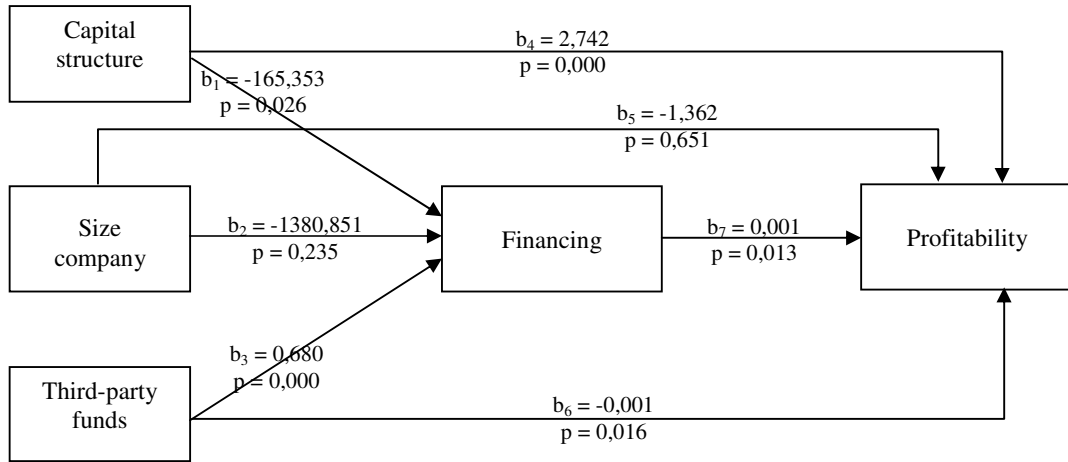 Capital
structure
b₄ = 2,742
p = 0,000
b₁ = -165,353
p = 0,026
b₅ = -1,362
p = 0,651
Size
company
b₂ = -1380,851
p = 0,235
Financing
b₇ = 0,001
p = 0,013
Profitability
b₃ = 0,680
p = 0,000
Third-party
funds
b₆ = -0,001
p = 0,016